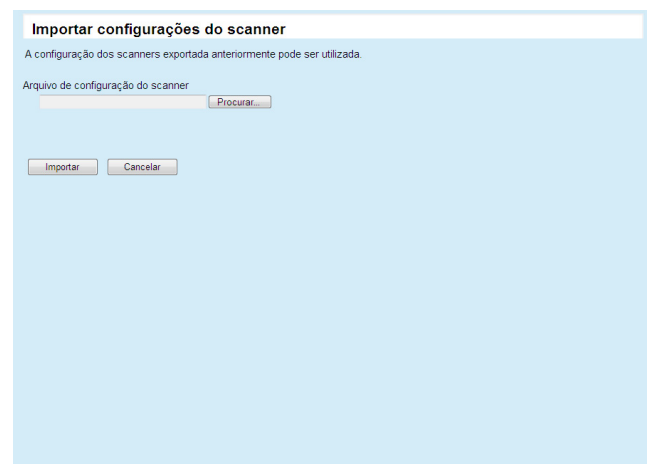 Importar configurações do scanner
A configuração dos scanners exportada anteriormente pode ser utilizada.
Arquivo de configuração do scanner
Procurar...
Importar Cancelar